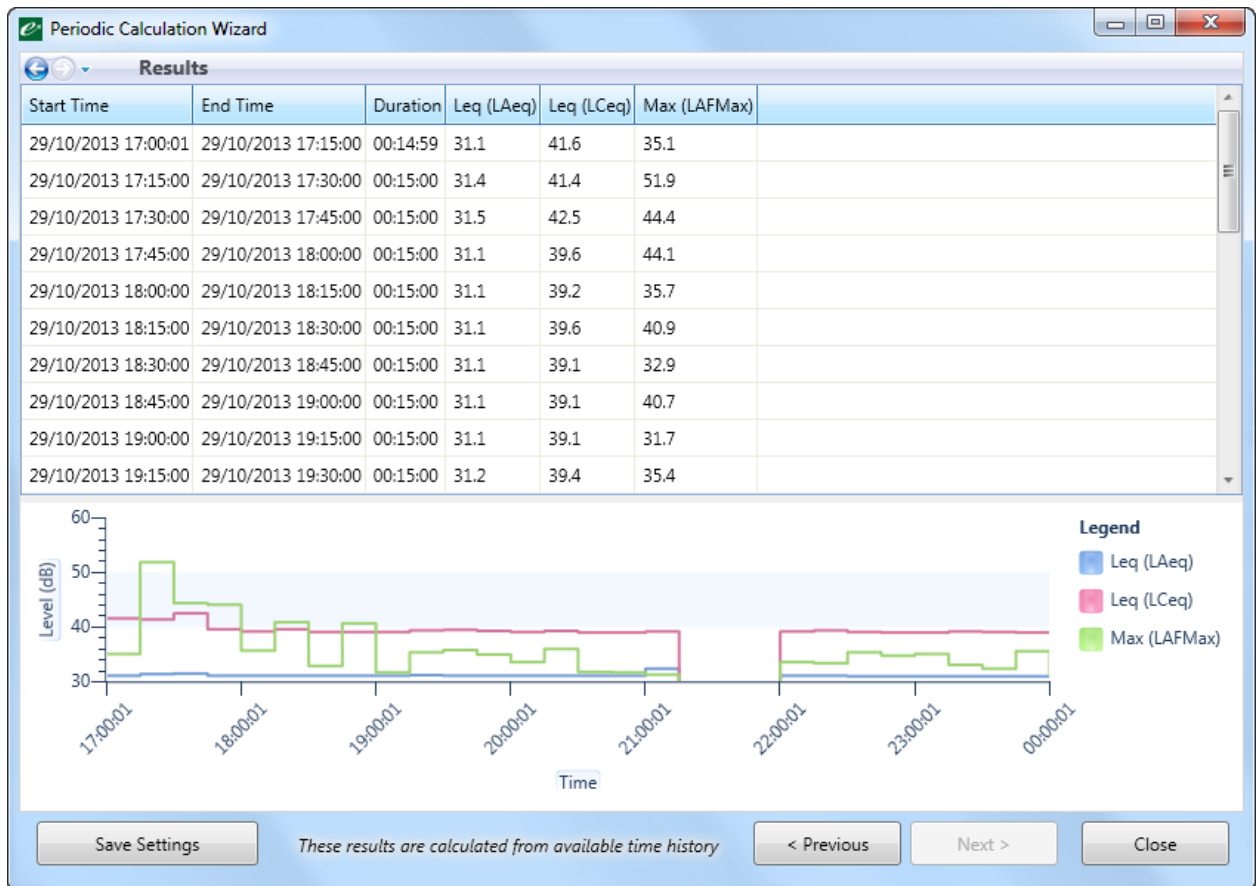 Periodic Calculation Wizard
Results
Start Time End Time Duration Leq (LAeq) Leq (LCeq) Max (LAFMax)
29/10/2013 17:00:01 29/10/2013 17:15:00 00:14:59 31.1 41.6 35.1
29/10/2013 17:15:00 29/10/2013 17:30:00 00:15:00 31.4 41.4 51.9
29/10/2013 17:30:00 29/10/2013 17:45:00 00:15:00 31.5 42.5 44.4
29/10/2013 17:45:00 29/10/2013 18:00:00 00:15:00 31.1 39.6 44.1
29/10/2013 18:00:00 29/10/2013 18:15:00 00:15:00 31.1 39.2 35.7
29/10/2013 18:15:00 29/10/2013 18:30:00 00:15:00 31.1 39.6 40.9
29/10/2013 18:30:00 29/10/2013 18:45:00 00:15:00 31.1 39.1 32.9
29/10/2013 18:45:00 29/10/2013 19:00:00 00:15:00 31.1 39.1 40.7
29/10/2013 19:00:00 29/10/2013 19:15:00 00:15:00 31.1 39.1 31.7
29/10/2013 19:15:00 29/10/2013 19:30:00 00:15:00 31.2 39.4 35.4
Level (dB)
60
50
40
30
17:00:01 18:00:01 19:00:01 20:00:01 21:00:01 22:00:01 23:00:01 00:00:01
Time
Legend
Leq (LAeq)
Leq (LCeq)
Max (LAFMax)
Save Settings These results are calculated from available time history < Previous Next > Close